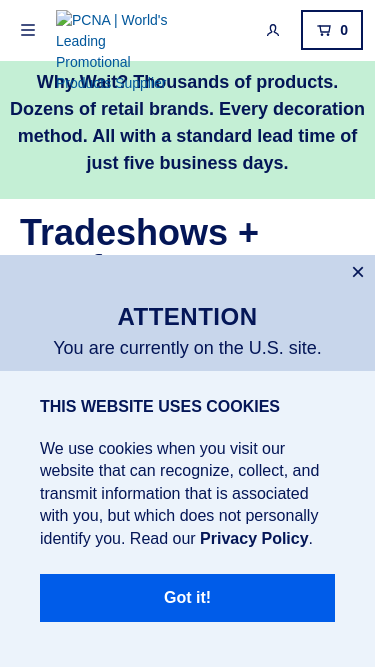 PCNA | World's
Leading
Promotional
Products Supplier
0
Why Wait? Thousands of products.
Dozens of retail brands. Every decoration
method. All with a standard lead time of
just five business days.
Tradeshows +
ATTENTION
You are currently on the U.S. site.
THIS WEBSITE USES COOKIES
We use cookies when you visit our
website that can recognize, collect, and
transmit information that is associated
with you, but which does not personally
identify you. Read our Privacy Policy.
Got it!